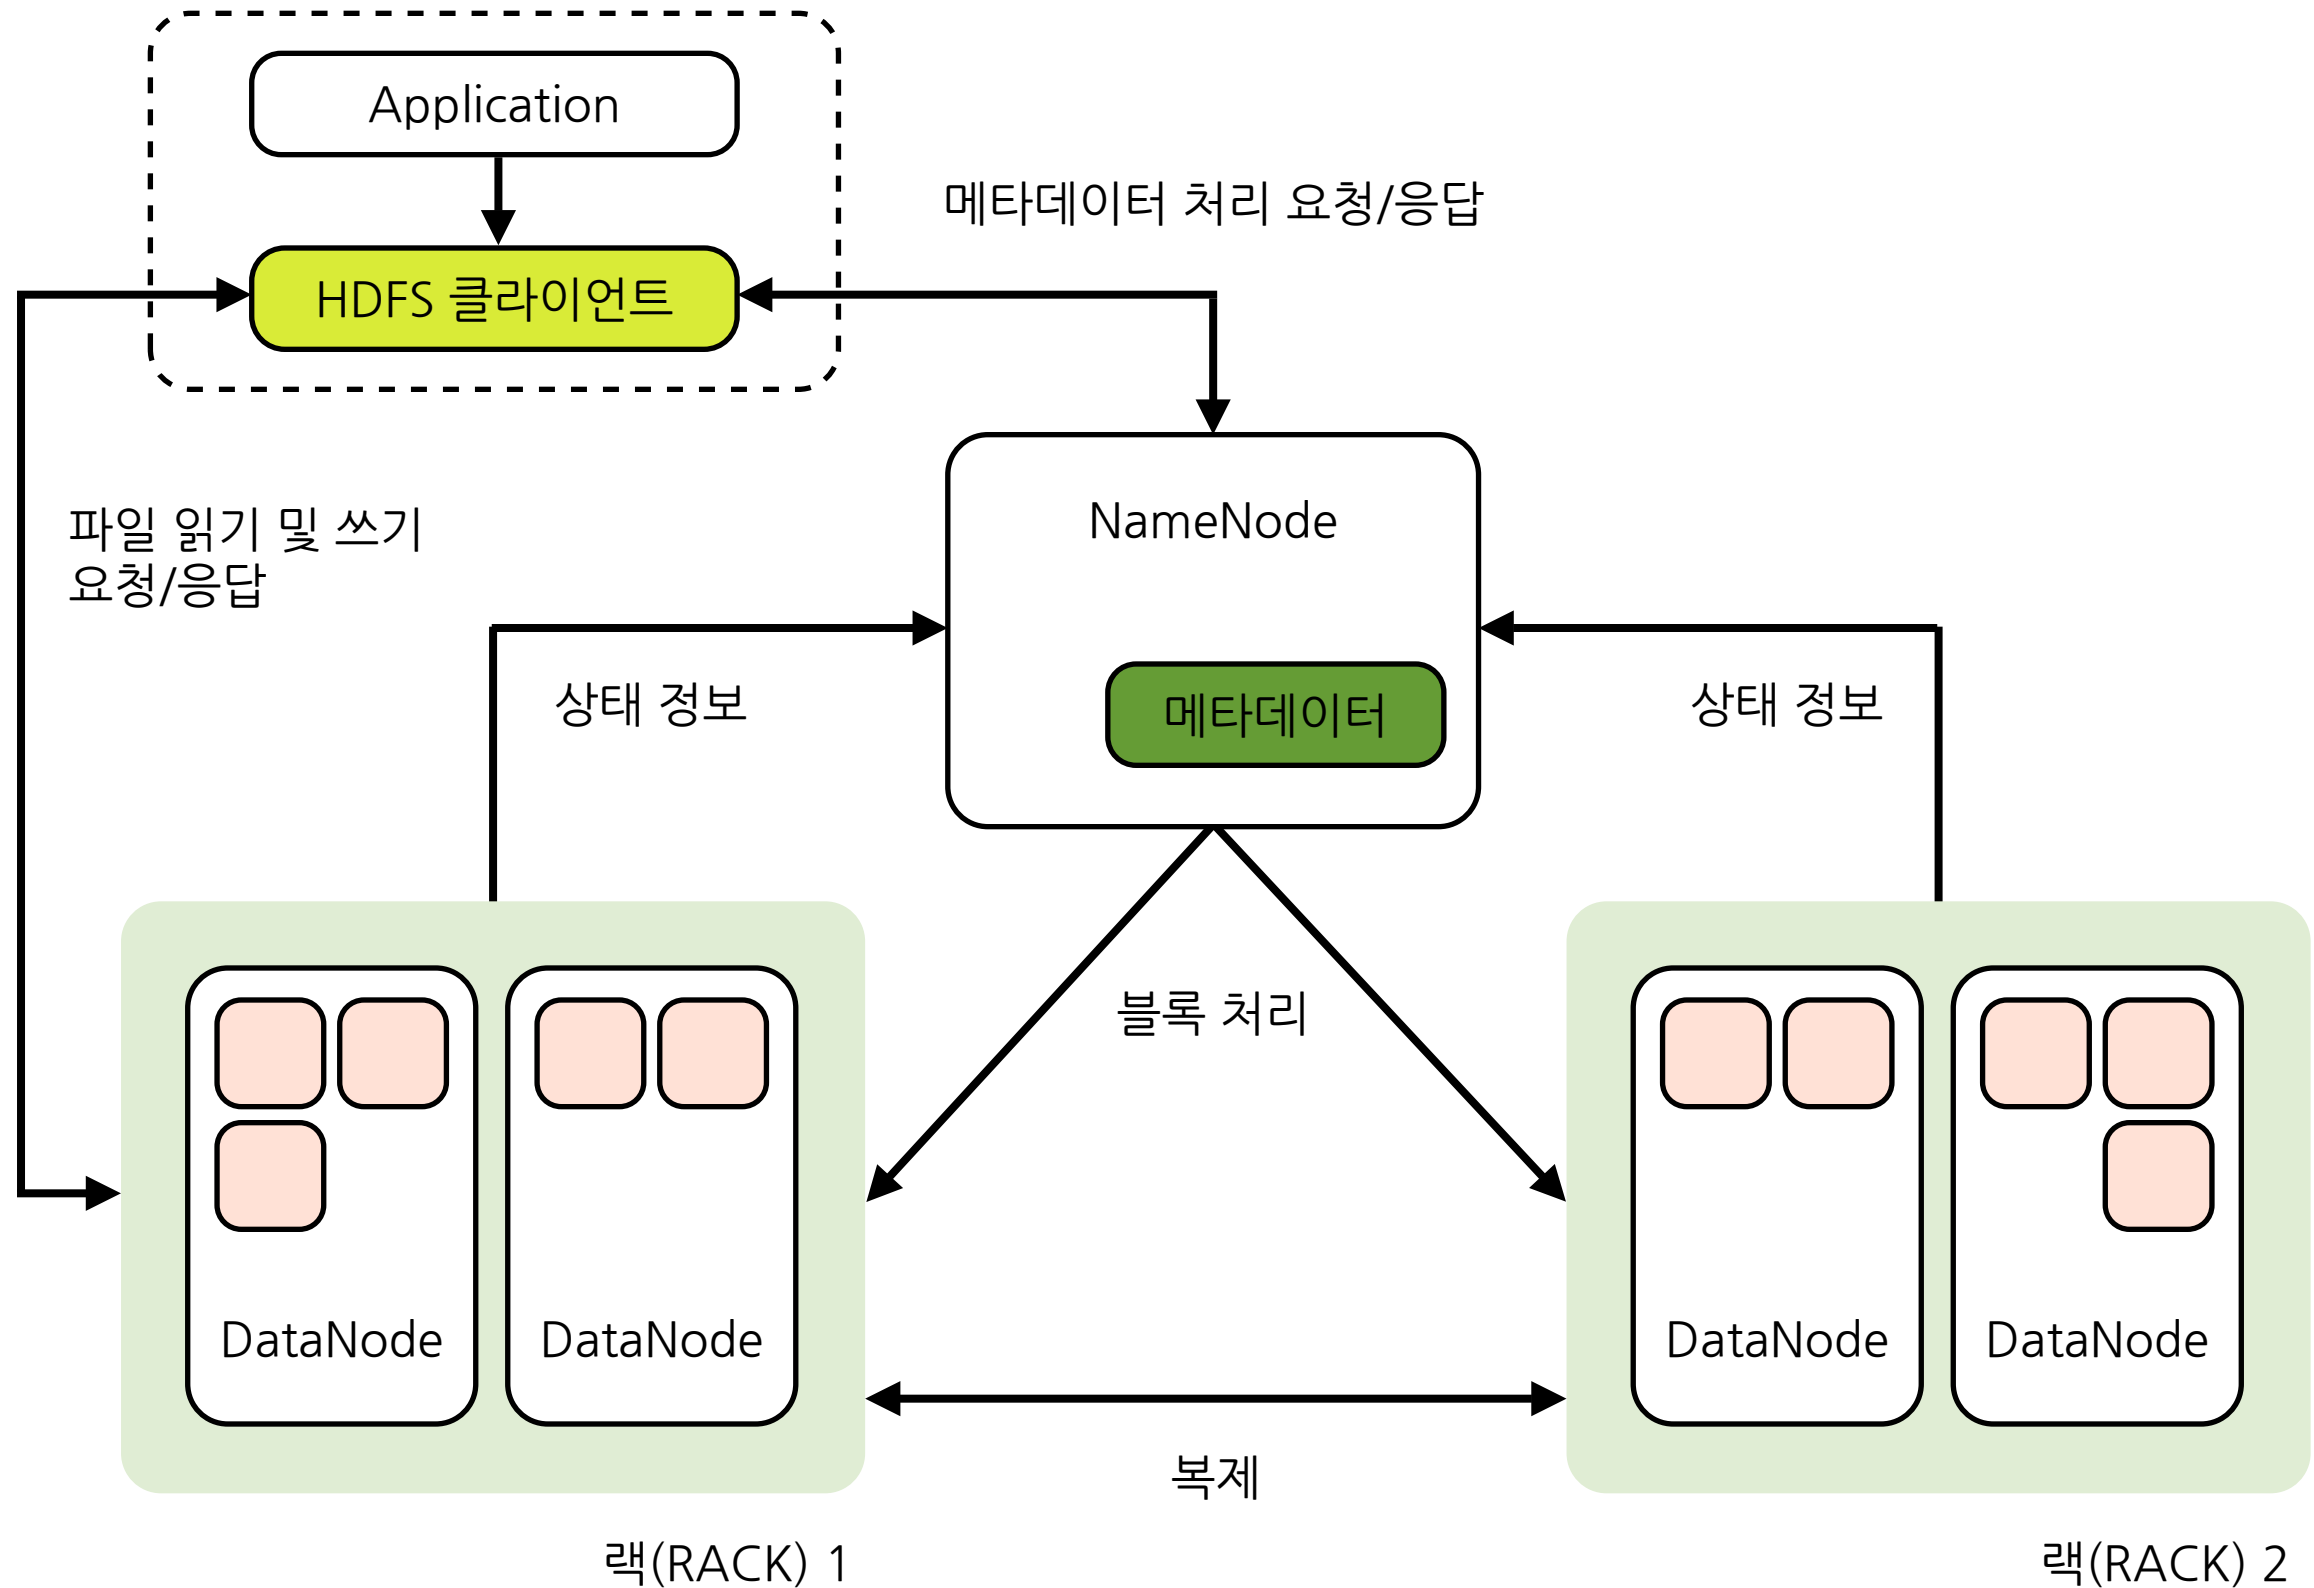 Application
HDFS 클라이언트
메타데이터 처리 요청/응답
파일 읽기 및 쓰기
요청/응답
NameNode
메타데이터
상태 정보
상태 정보
블록 처리
DataNode
DataNode
DataNode
DataNode
복제
랙(RACK) 1
랙(RACK) 2